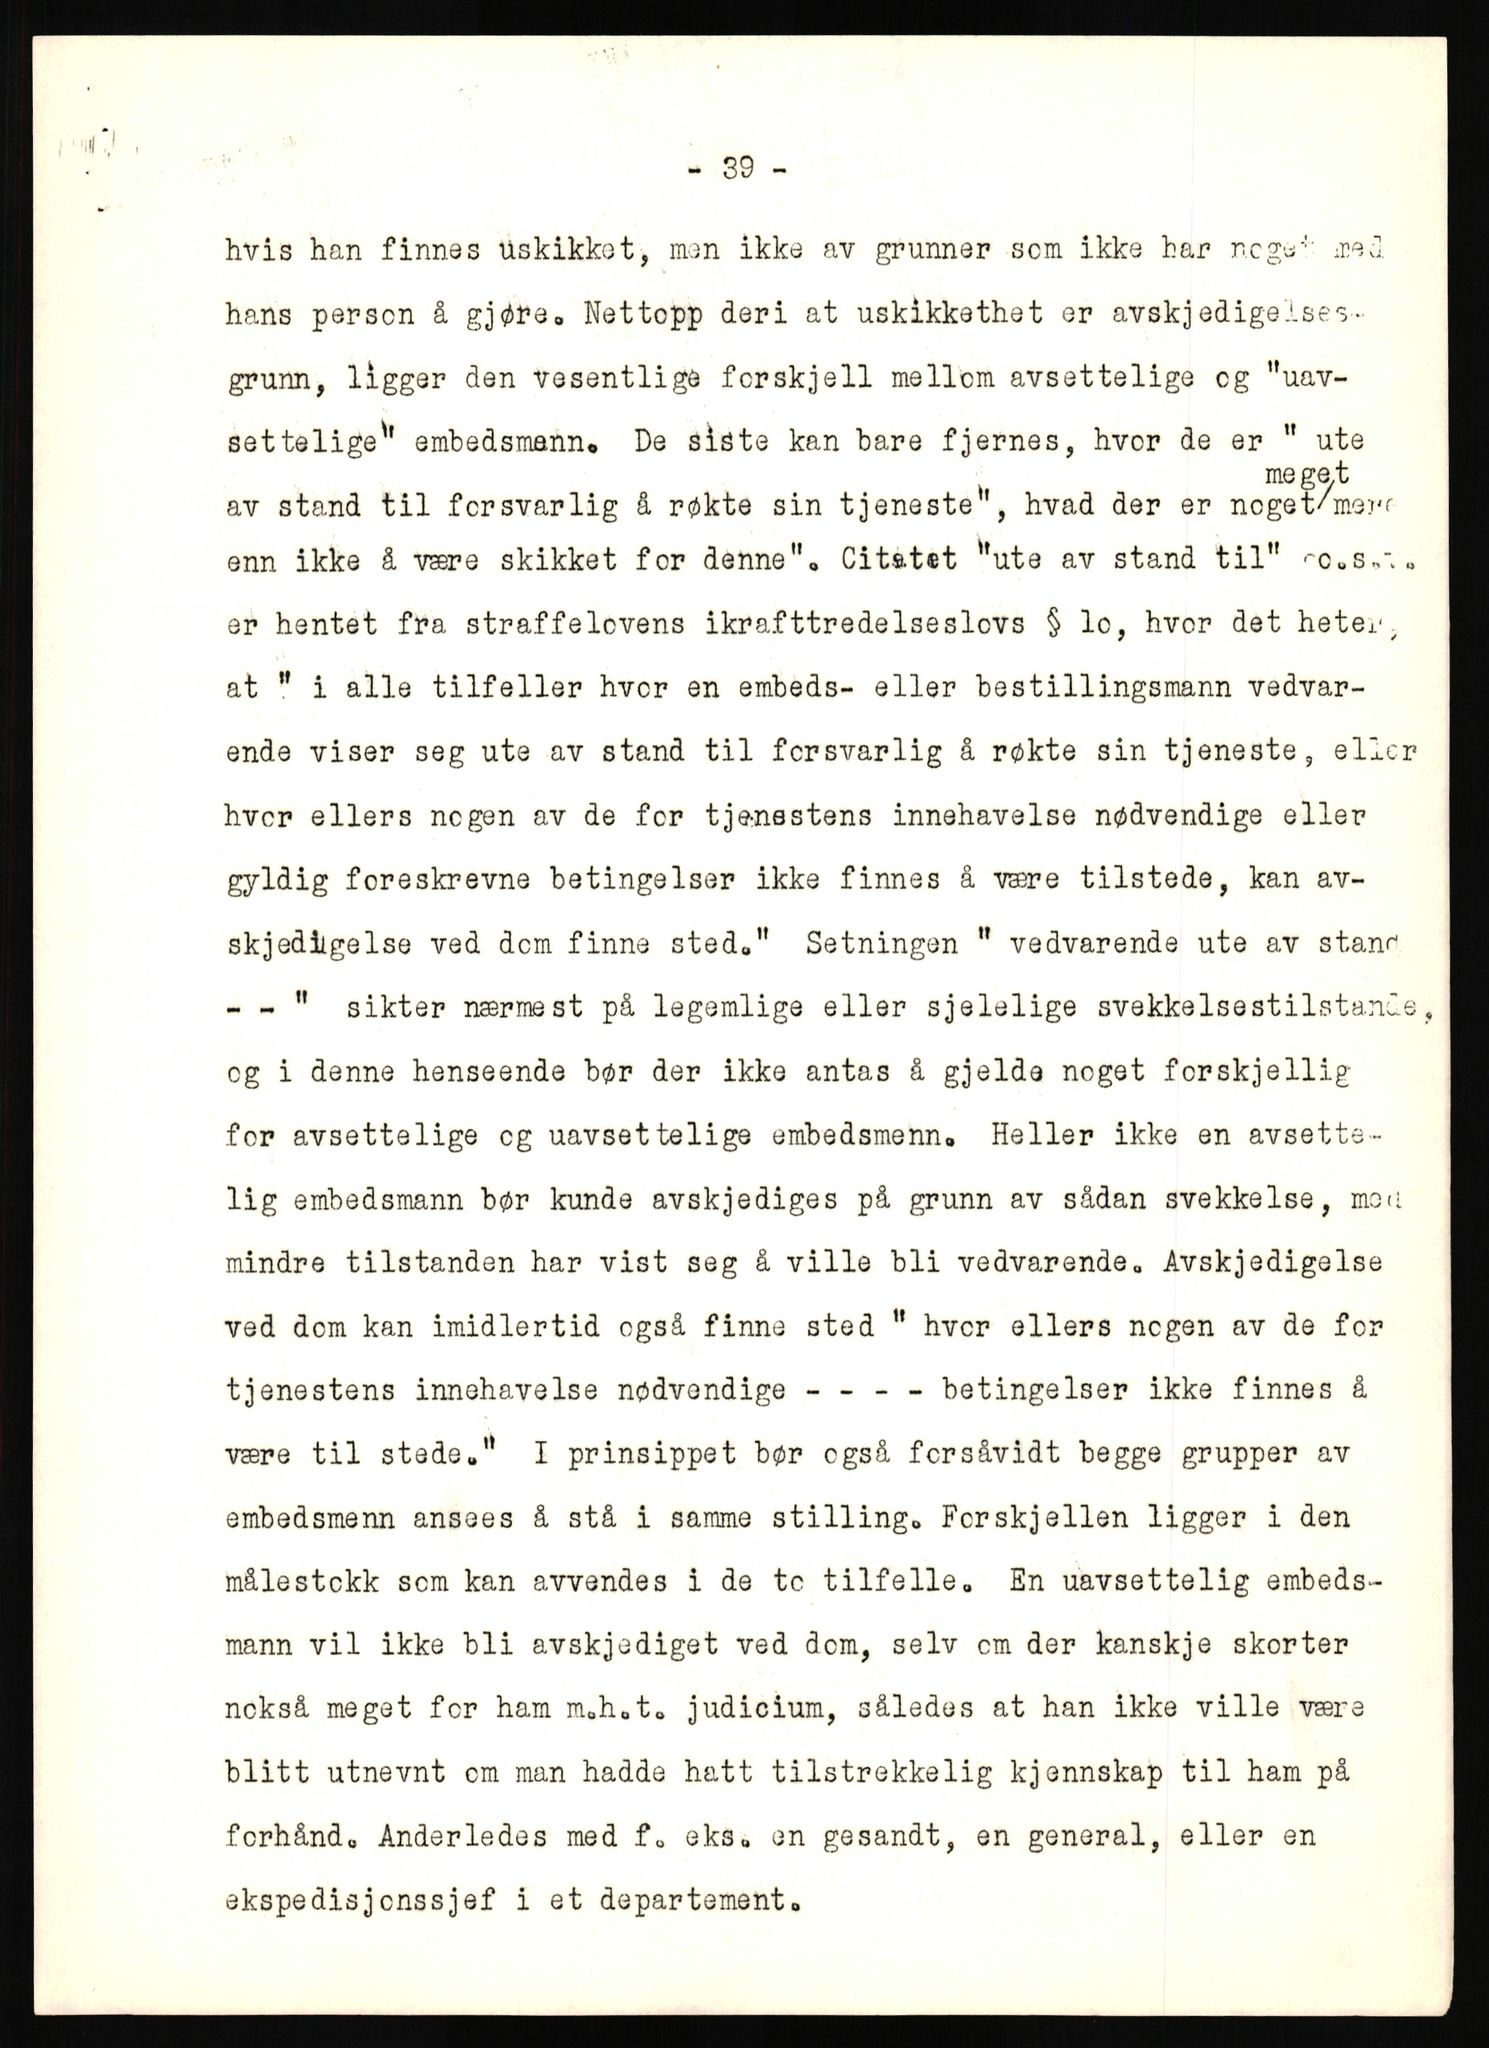 - 39 -
hvis han finnes uskikket, men ikke av grunner som ikke har noget med
hans person å gjøre. Nettopp deri at uskikkethet er avskjedigelses-
grunn, ligger den vesentlige forskjell mellom avsettelige og "uav-
settelige" embedsmenn. De siste kan bare fjernes, hvor de er " ute
meget
av stand til forsvarlig å røkte sin tjeneste", hvad der er noget/mere
enn ikke å være skikket for denne". Citatet "ute av stand til" o.s.v.
er hentet fra straffelovens ikrafttredelseslovs § lo, hvor det heter,
at " i alle tilfeller hvor en embeds- eller bestillingsmann vedvar-
ende viser seg ute av stand til forsvarlig å røkte sin tjeneste, eller
hvor ellers nogen av de for tjenestens innehavelse nødvendige eller
gyldig foreskrevne betingelser ikke finnes å være tilstede, kan av-
skjedigelse ved dom finne sted." Setningen " vedvarende ute av stand
- - " sikter nærmest på legemlige eller sjelelige svekkelsestilstande,
og i denne henseende bør der ikke antas å gjelde noget forskjellig
for avsettelige og uavsettelige embedsmenn. Heller ikke en avsette-
lig embedsmann bør kunde avskjediges på grunn av sådan svekkelse, med
mindre tilstanden har vist seg å ville bli vedvarende. Avskjedigelse
ved dom kan imidlertid også finne sted " hvor ellers nogen av de for
tjenestens innehavelse nødvendige - - - - betingelser ikke finnes å
være til stede." I prinsippet bør også forsåvidt begge grupper av
embedsmenn ansees å stå i samme stilling. Forskjellen ligger i den
målestokk som kan avvendes i de to tilfelle. En uavsettelig embeds-
mann vil ikke bli avskjediget ved dom, selv om der kanskje skorter
nokså meget for ham m.h.t. judicium, således at han ikke ville være
blitt utnevnt om man hadde hatt tilstrekkelig kjennskap til ham på
forhånd. Anderledes med f. eks. en gesandt, en general, eller en
ekspedisjonssjef i et departement.